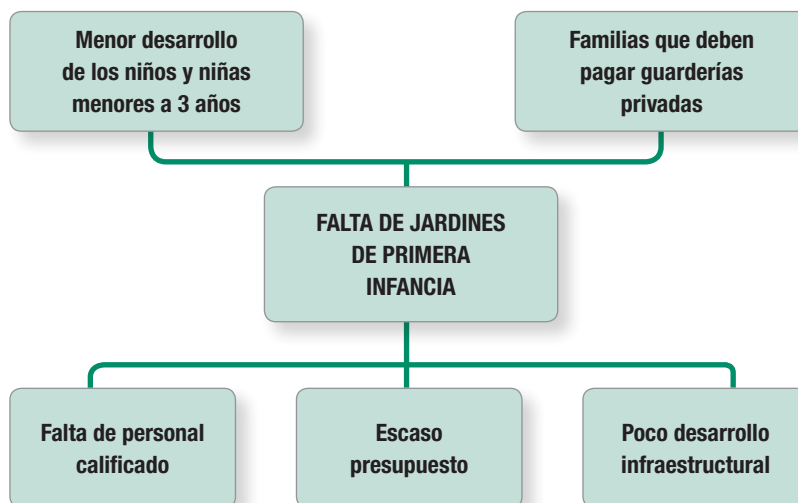 Menor desarrollo
de los niños y niñas
menores a 3 años
Familias que deben
pagar guarderías
privadas
FALTA DE JARDINES
DE PRIMERA
INFANCIA
Falta de personal
calificado
Escaso
presupuesto
Poco desarrollo
infraestructural